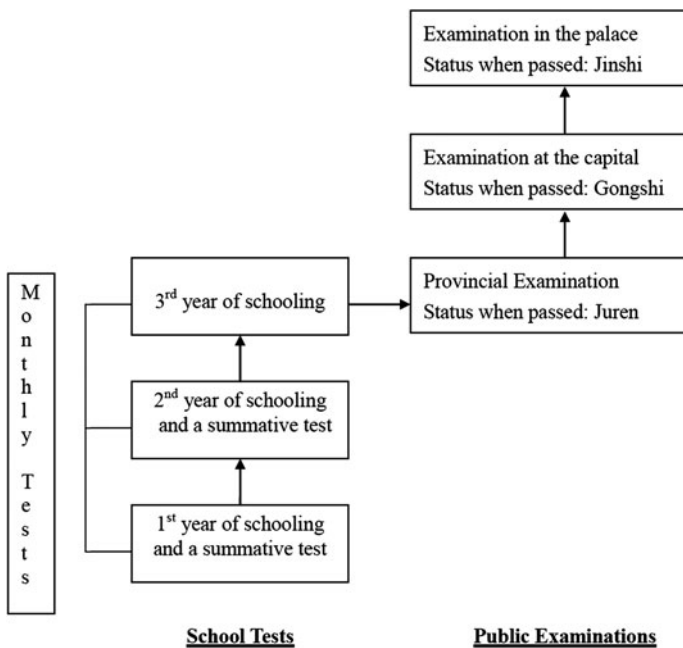 Examination in the palace
Status when passed: Jinshi
Examination at the capital
Status when passed: Gongshi
Provincial Examination
Status when passed: Juren
Monthly Tests
3rd year of schooling
2nd year of schooling
and a summative test
1st year of schooling
and a summative test
School Tests
Public Examinations